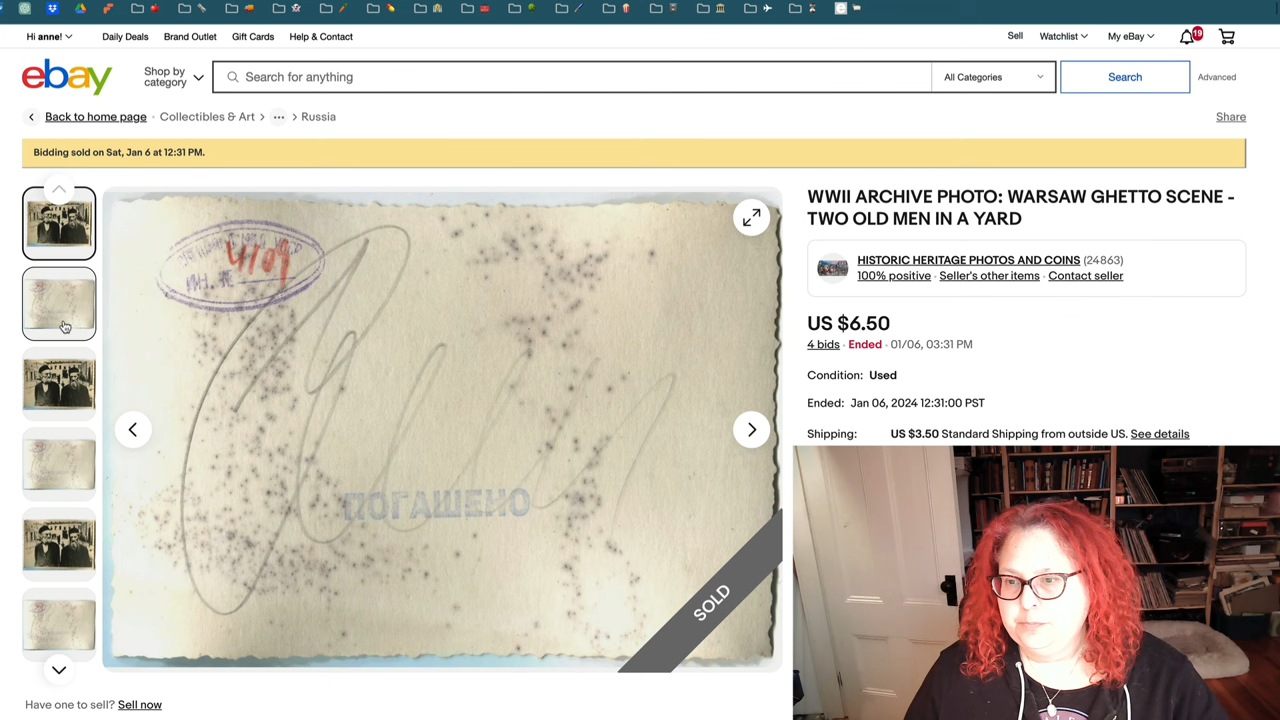 Hi anne!
Daily Deals
Brand Outlet
Gift Cards
Help & Contact
Sell
Watchlist
My eBay
19
ebay
Shop by
category
Search for anything
All Categories
Search
Advanced
Back to home page
Collectibles & Art
Russia
Share
Bidding sold on Sat, Jan 6 at 12:31 PM.
4109
ПОГАШЕНО
SOLD
WWII ARCHIVE PHOTO: WARSAW GHETTO SCENE -
TWO OLD MEN IN A YARD
HISTORIC HERITAGE PHOTOS AND COINS (24863)
100% positive · Seller's other items · Contact seller
US $6.50
4 bids · Ended · 01/06, 03:31 PM
Condition: Used
Ended: Jan 06, 2024 12:31:00 PST
Shipping: US $3.50 Standard Shipping from outside US. See details
Have one to sell? Sell now